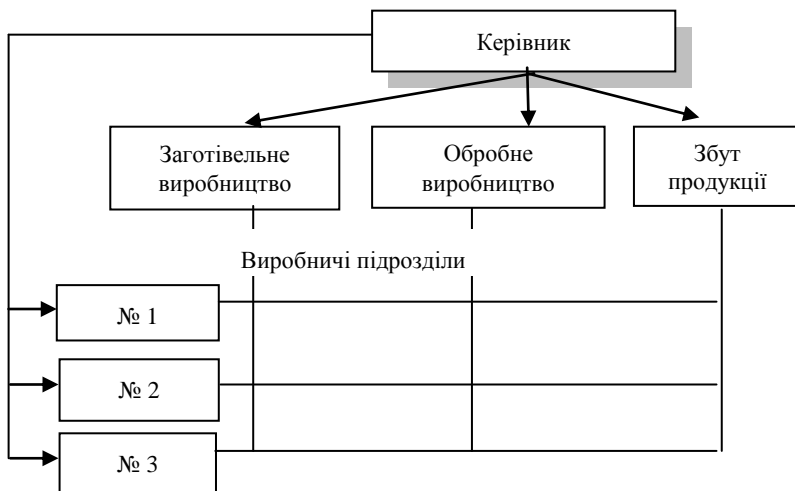 Керівник
Заготівельне
виробництво
Обробне
виробництво
Збут
продукції
Виробничі підрозділи
№ 1
№ 2
№ 3